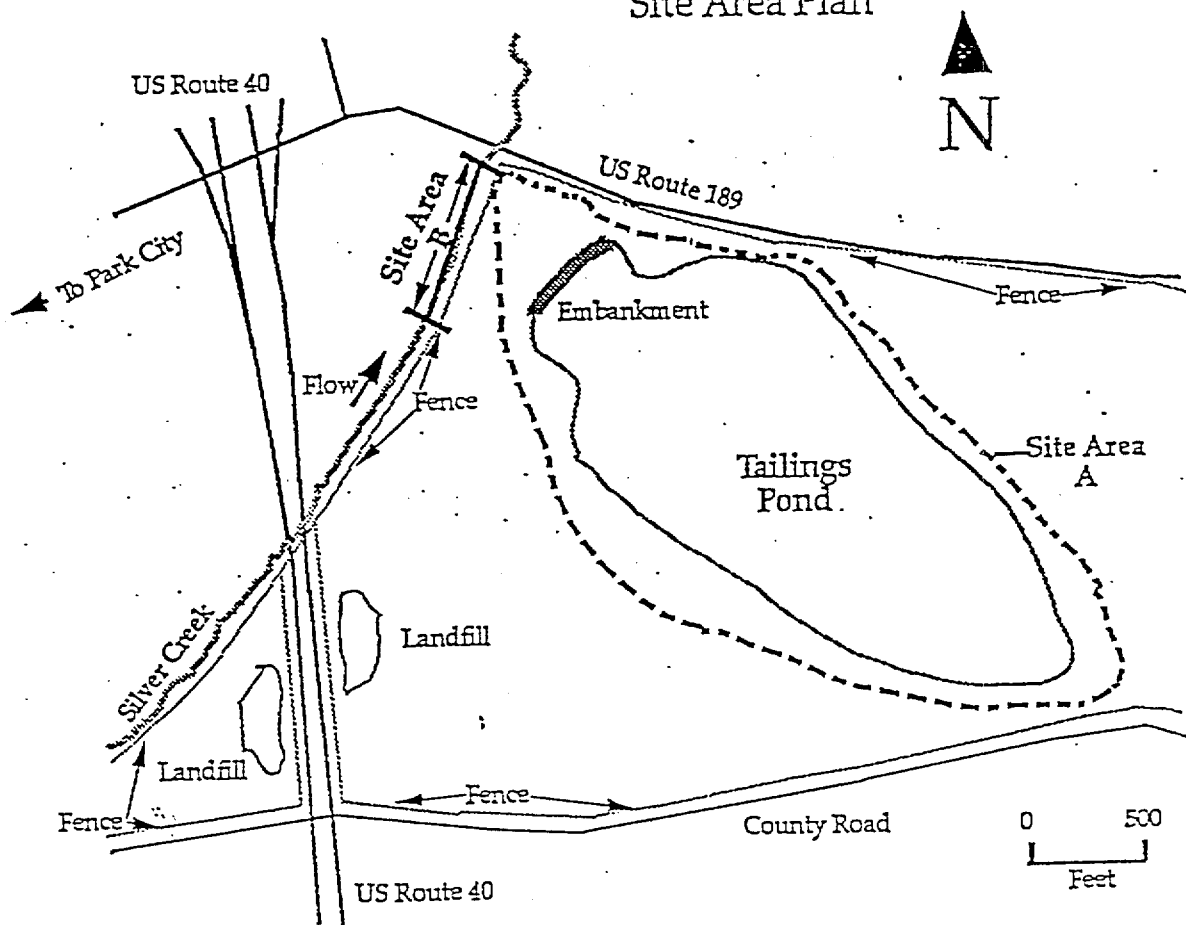 Site Area Plan
US Route 40
N
US Route 189
Site Area
B
To Park City
Fence
Embankment
Flow
Fence
Site Area
A
Tailings
Pond
Silver Creek
Landfill
Landfill
Fence
Fence
County Road
0 500
Feet
US Route 40